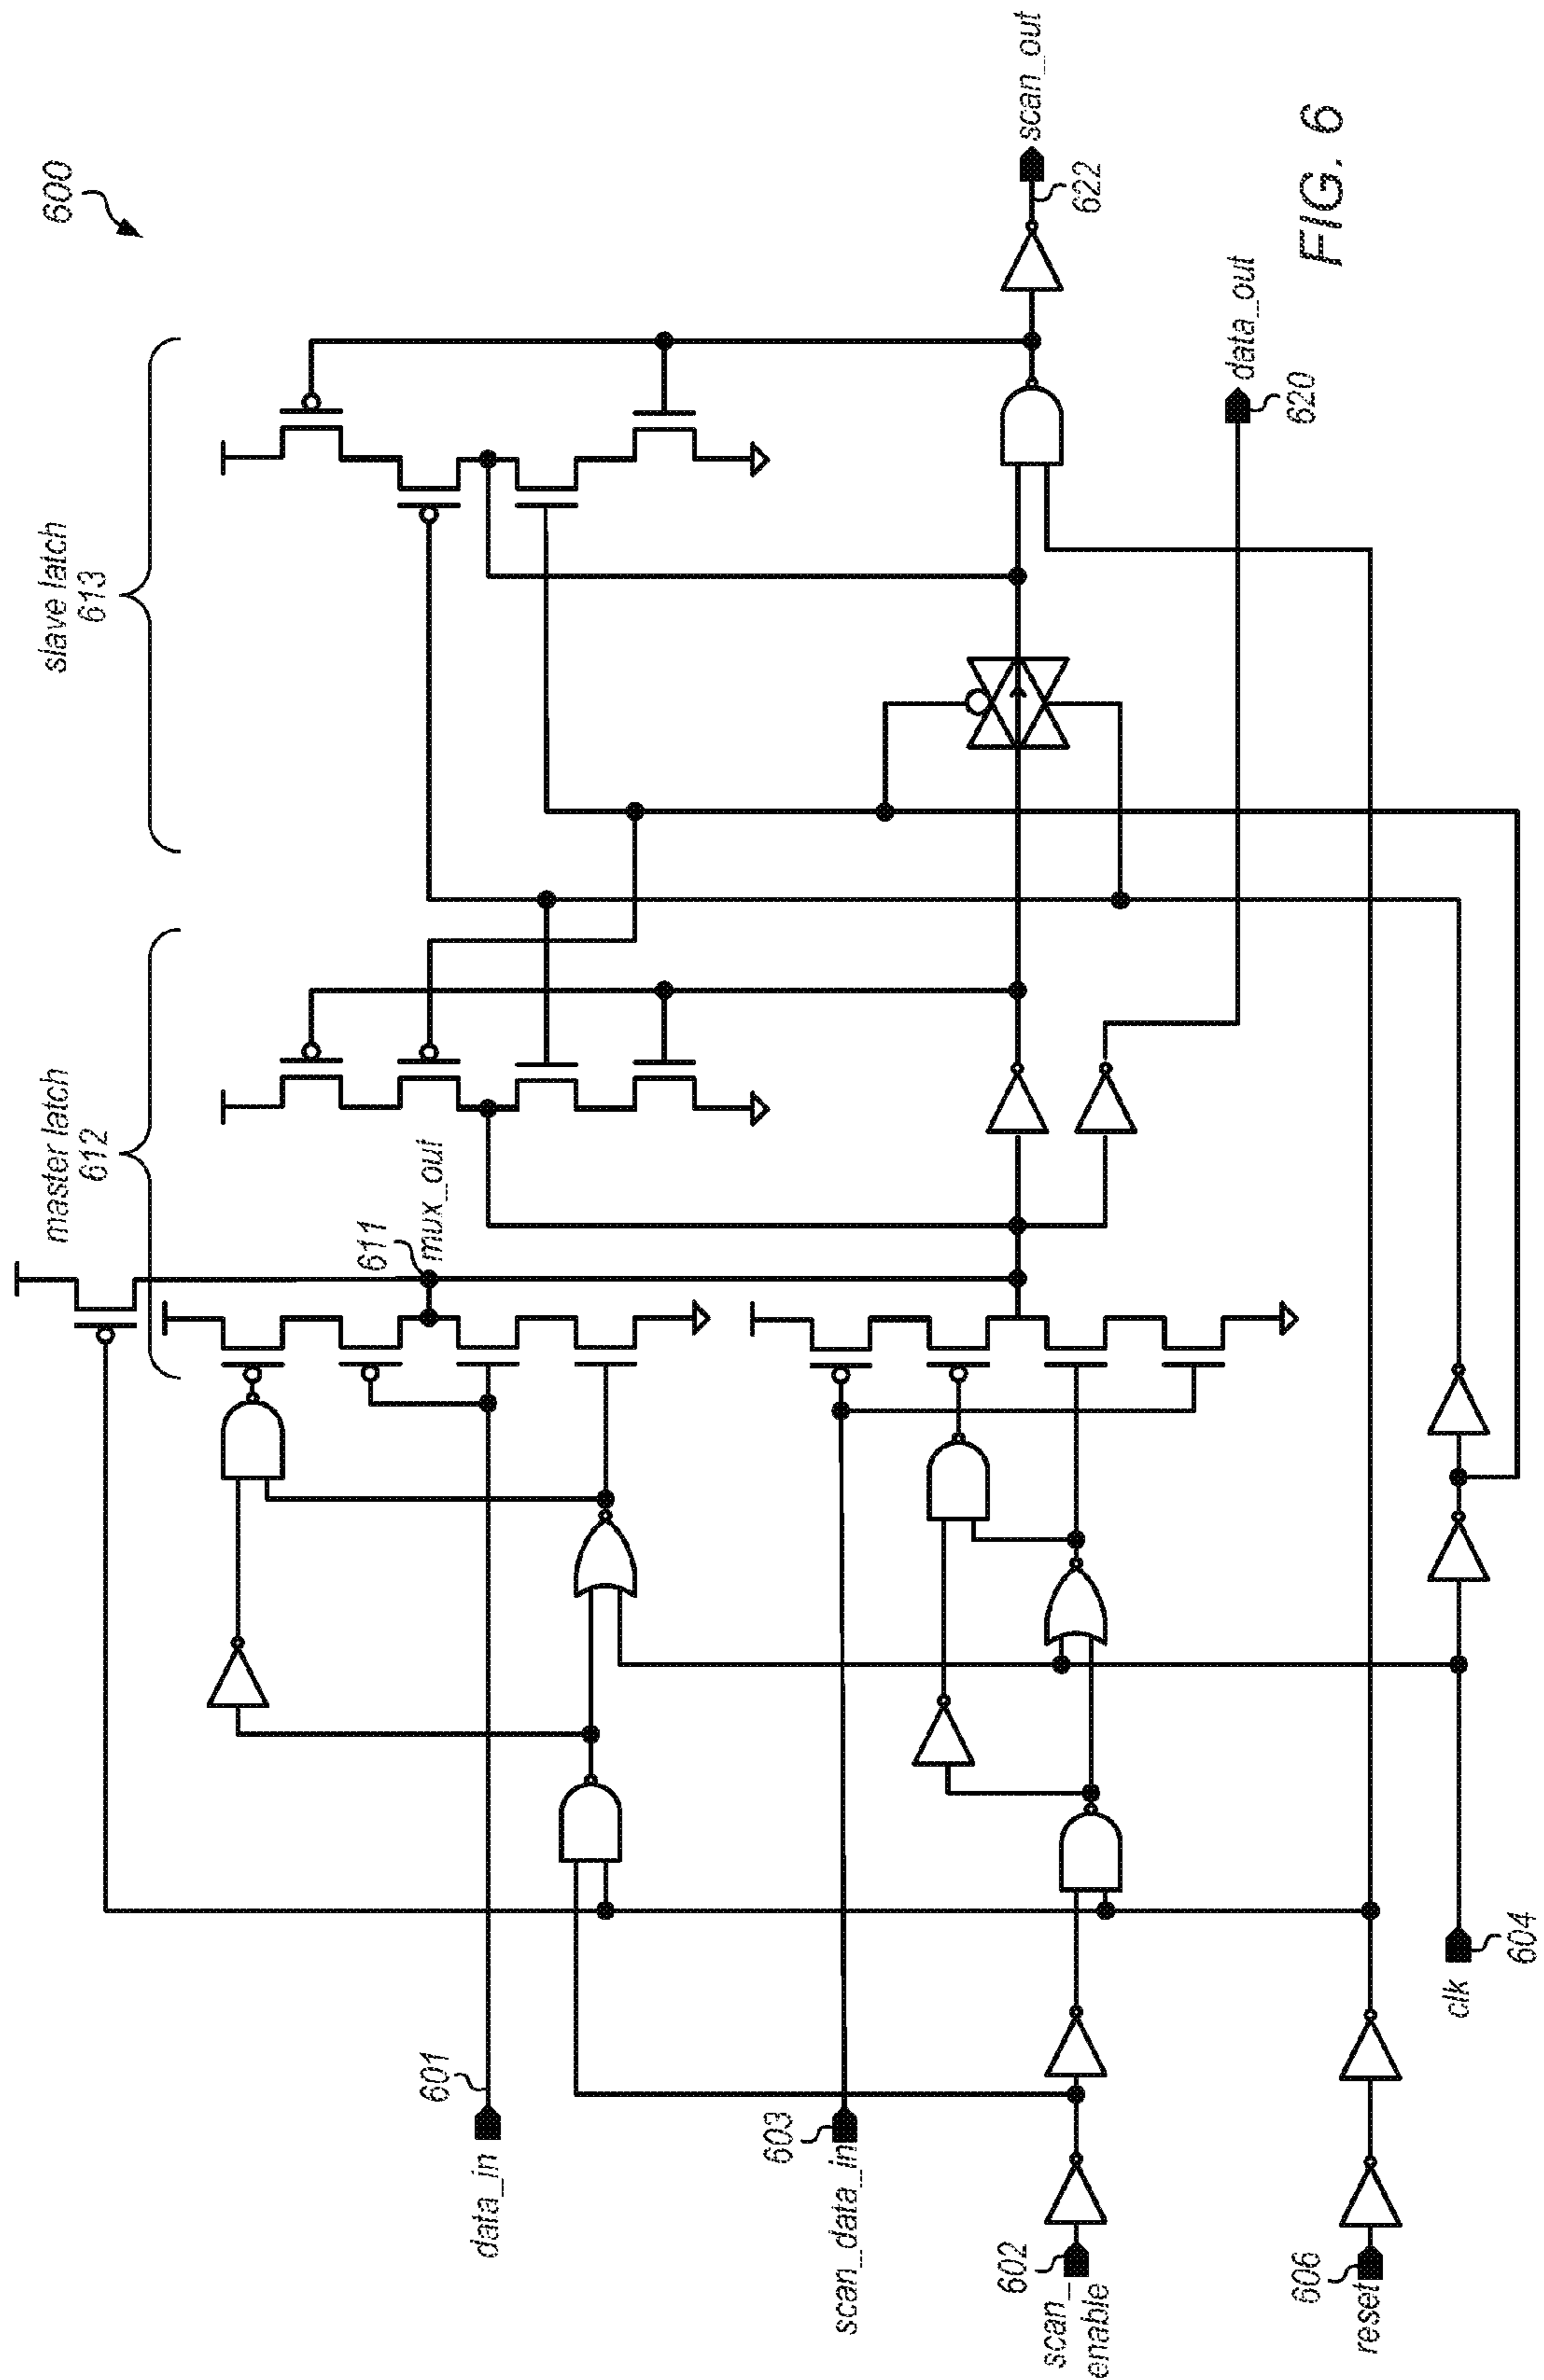 600
master latch
612
slave latch
613
611
mux_out
data_in
601
603
scan_data_in
602
scan_
enable
606
reset
clk
604
scan_out
622
data_out
620
FIG. 6